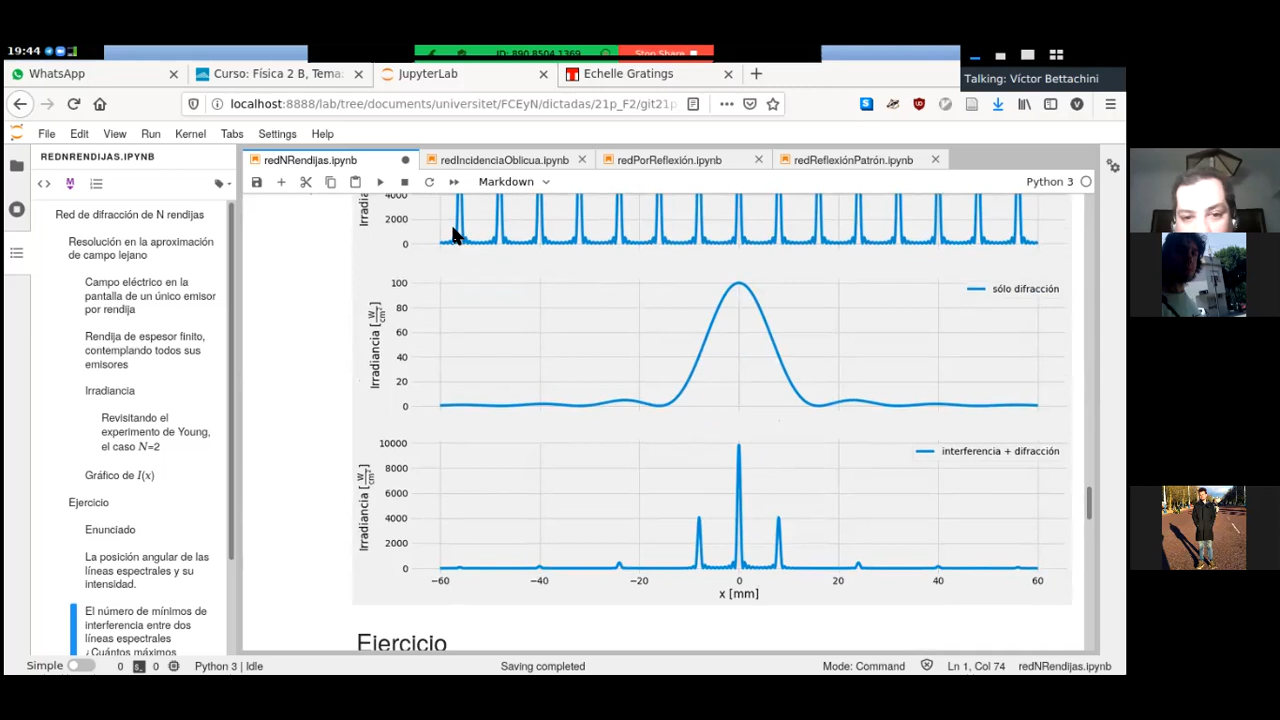 19:44
ID: 890 8504 1369
Stop Share
WhatsApp
Curso: Física 2 B, Tema:
JupyterLab
Echelle Gratings
Talking: Víctor Bettachini
localhost:8888/lab/tree/documents/universitet/FCEyN/dictadas/21p_F2/git21p
File Edit View Run Kernel Tabs Settings Help
REDNRENDIJAS.IPYNB
redNRendijas.ipynb
redIncidenciaOblicua.ipynb
redPorReflexión.ipynb
redReflexiónPatrón.ipynb
Markdown
Python 3
Red de difracción de N rendijas
Resolución en la aproximación
de campo lejano
Campo eléctrico en la
pantalla de un único emisor
por rendija
Rendija de espesor finito,
contemplando todos sus
emisores
Irradiancia
Revisitando el
experimento de Young,
el caso N=2
Gráfico de I(x)
Ejercicio
Enunciado
La posición angular de las
líneas espectrales y su
intensidad.
El número de mínimos de
interferencia entre dos
líneas espectrales
¿Cuántos máximos
Irradia
4000
2000
0
Irradiancia [W/cm²]
100
80
60
40
20
0
sólo difracción
Irradiancia [W/cm²]
10000
8000
6000
4000
2000
0
interferencia + difracción
−60 −40 −20 0 20 40 60
x [mm]
Ejercicio
Simple
0
0
Python 3 | Idle
Saving completed
Mode: Command
Ln 1, Col 74
redNRendijas.ipynb